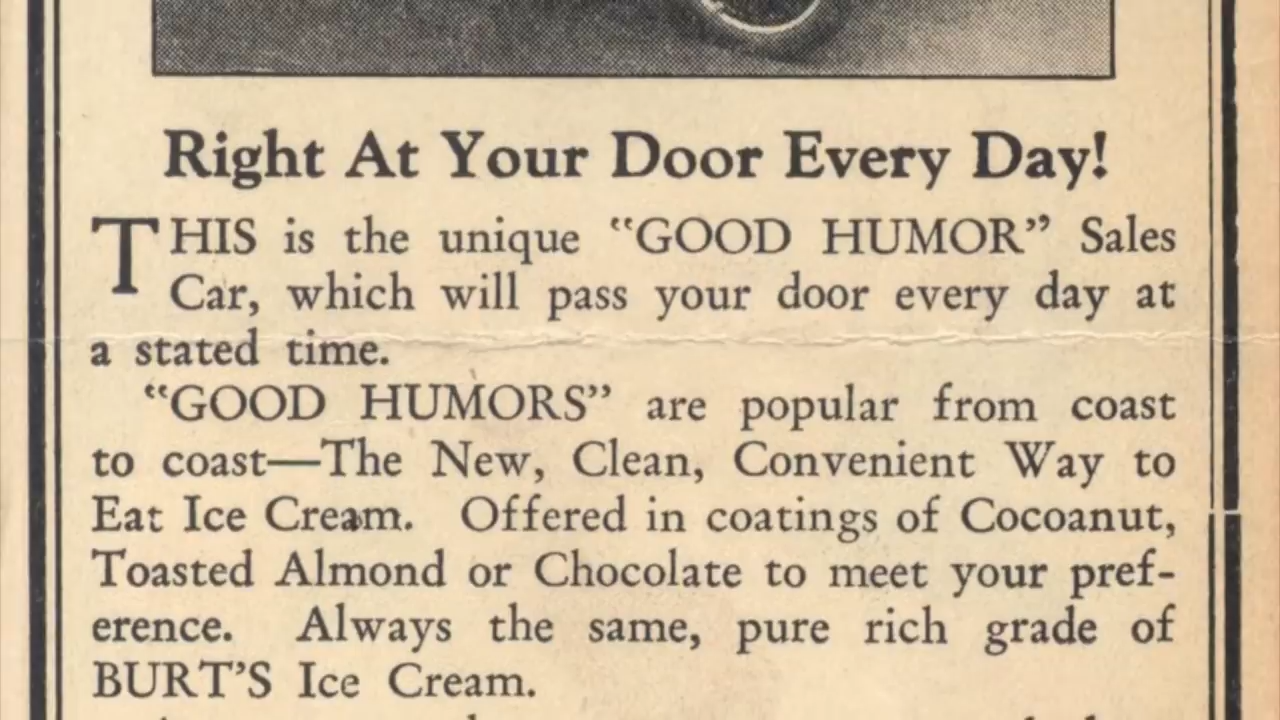 Right At Your Door Every Day!
THIS is the unique "GOOD HUMOR" Sales
Car, which will pass your door every day at
a stated time.
"GOOD HUMORS" are popular from coast
to coast—The New, Clean, Convenient Way to
Eat Ice Cream. Offered in coatings of Cocoanut,
Toasted Almond or Chocolate to meet your pref-
erence. Always the same, pure rich grade of
BURT'S Ice Cream.